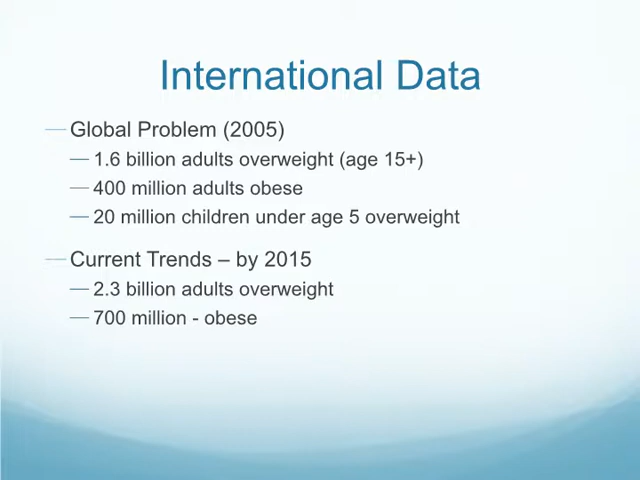 International Data
Global Problem (2005)
1.6 billion adults overweight (age 15+)
400 million adults obese
20 million children under age 5 overweight
Current Trends – by 2015
2.3 billion adults overweight
700 million - obese